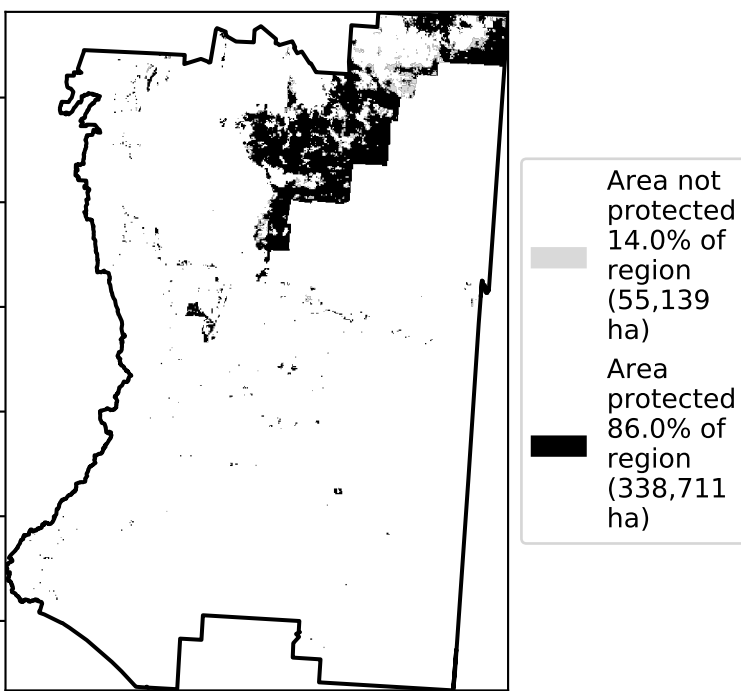 Area not
protected
14.0% of
region
(55,139
ha)
Area
protected
86.0% of
region
(338,711
ha)